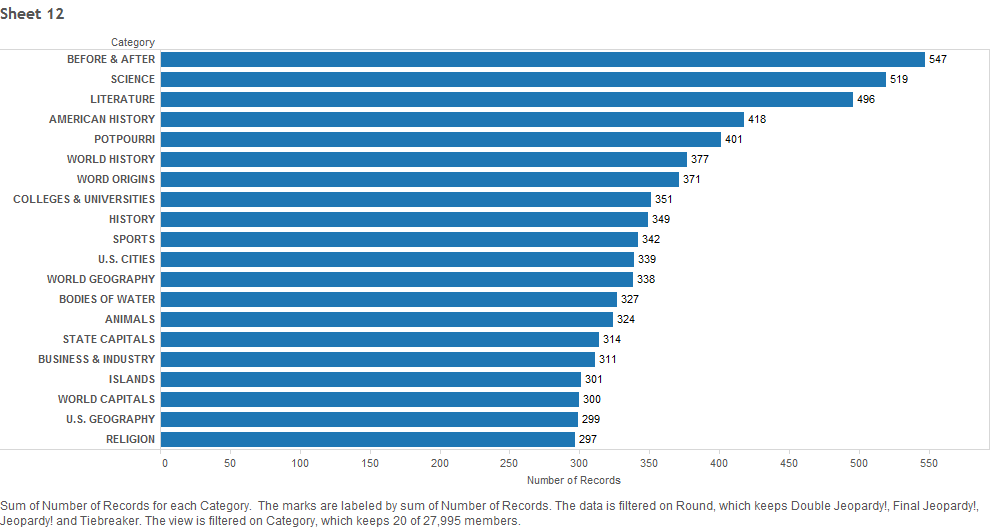 Sheet 12
Category
BEFORE & AFTER 547
SCIENCE 519
LITERATURE 496
AMERICAN HISTORY 418
POTPOURRI 401
WORLD HISTORY 377
WORD ORIGINS 371
COLLEGES & UNIVERSITIES 351
HISTORY 349
SPORTS 342
U.S. CITIES 339
WORLD GEOGRAPHY 338
BODIES OF WATER 327
ANIMALS 324
STATE CAPITALS 314
BUSINESS & INDUSTRY 311
ISLANDS 301
WORLD CAPITALS 300
U.S. GEOGRAPHY 299
RELIGION 297
0 50 100 150 200 250 300 350 400 450 500 550
Number of Records
Sum of Number of Records for each Category.  The marks are labeled by sum of Number of Records. The data is filtered on Round, which keeps Double Jeopardy!, Final Jeopardy!,
Jeopardy! and Tiebreaker. The view is filtered on Category, which keeps 20 of 27,995 members.